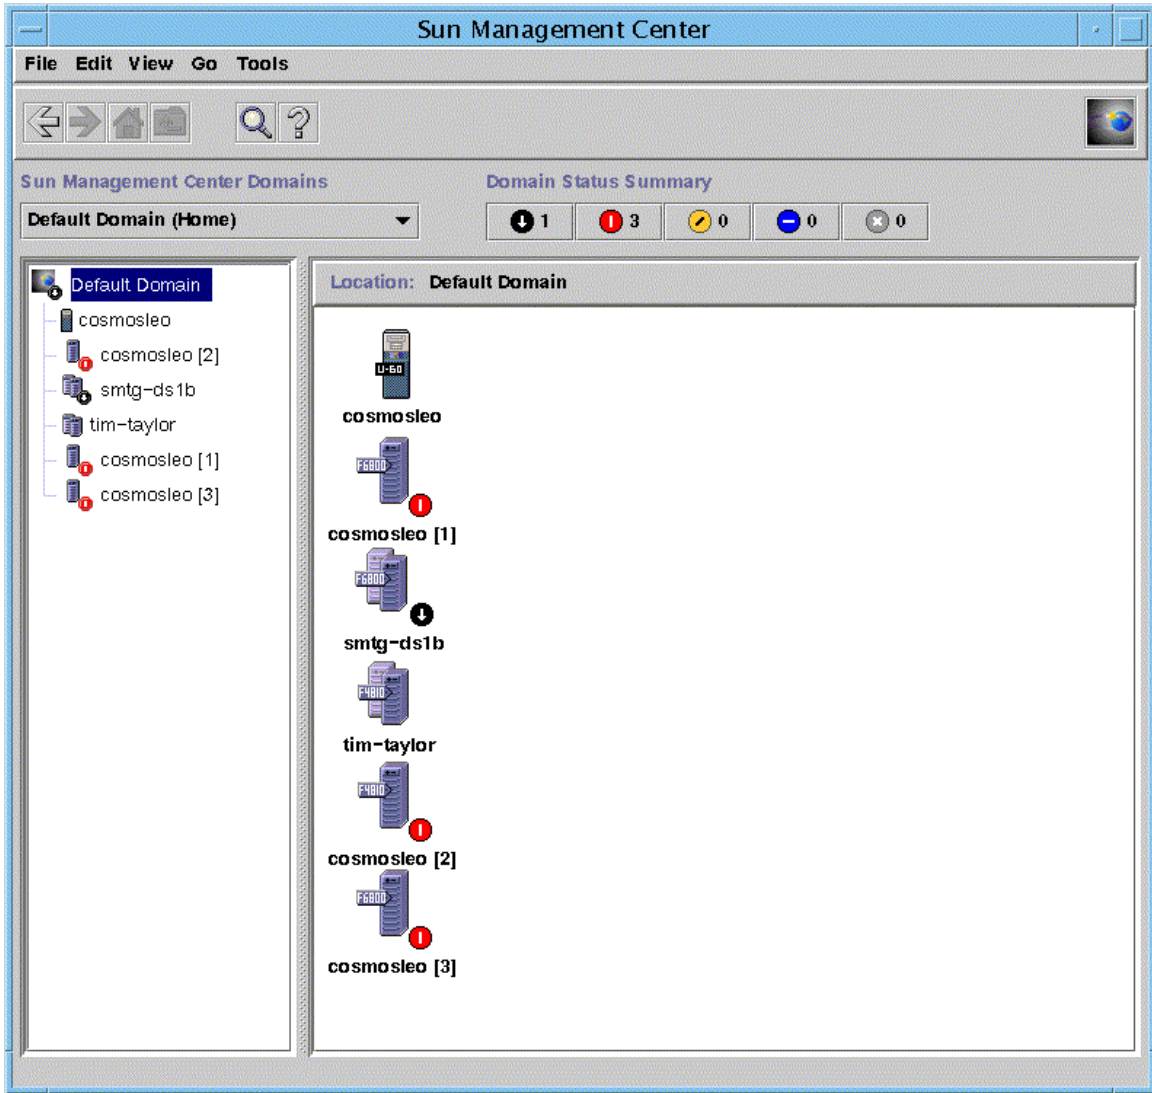 Sun Management Center
File Edit View Go Tools
Sun Management Center Domains
Domain Status Summary
Default Domain (Home)
1 3 0 0 0
Default Domain
cosmosleo
cosmosleo [2]
smtg-ds1b
tim-taylor
cosmosleo [1]
cosmosleo [3]
Location: Default Domain
U-60
cosmosleo
F6800
cosmosleo [1]
F6800
smtg-ds1b
F4810
tim-taylor
F4810
cosmosleo [2]
F6800
cosmosleo [3]